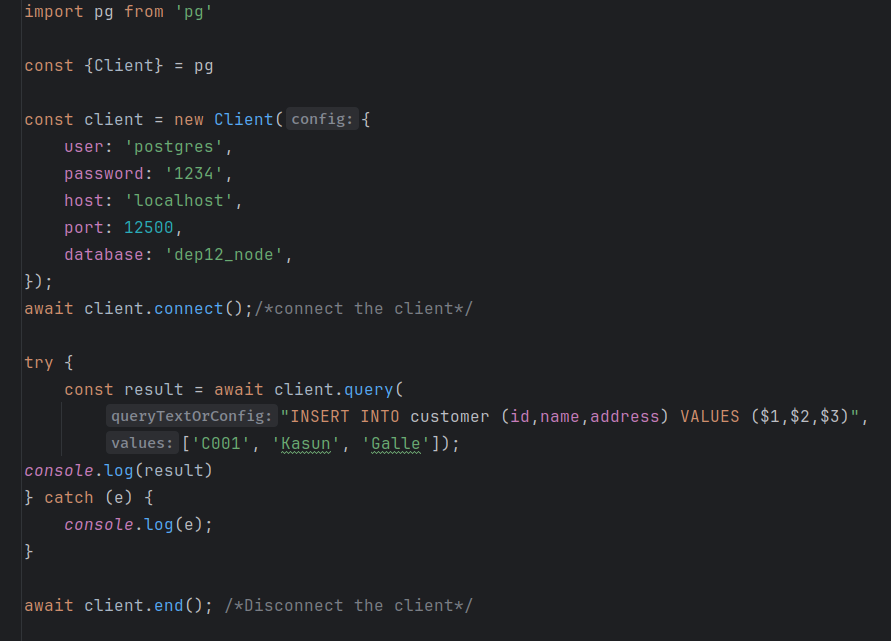 import pg from 'pg'
const {Client} = pg
const client = new Client( config: {
    user: 'postgres',
    password: '1234',
    host: 'localhost',
    port: 12500,
    database: 'dep12_node',
});
await client.connect();/*connect the client*/
try {
    const result = await client.query(
        queryTextOrConfig: "INSERT INTO customer (id,name,address) VALUES ($1,$2,$3)",
        values: ['C001', 'Kasun', 'Galle']);
console.log(result)
} catch (e) {
    console.log(e);
}
await client.end(); /*Disconnect the client*/